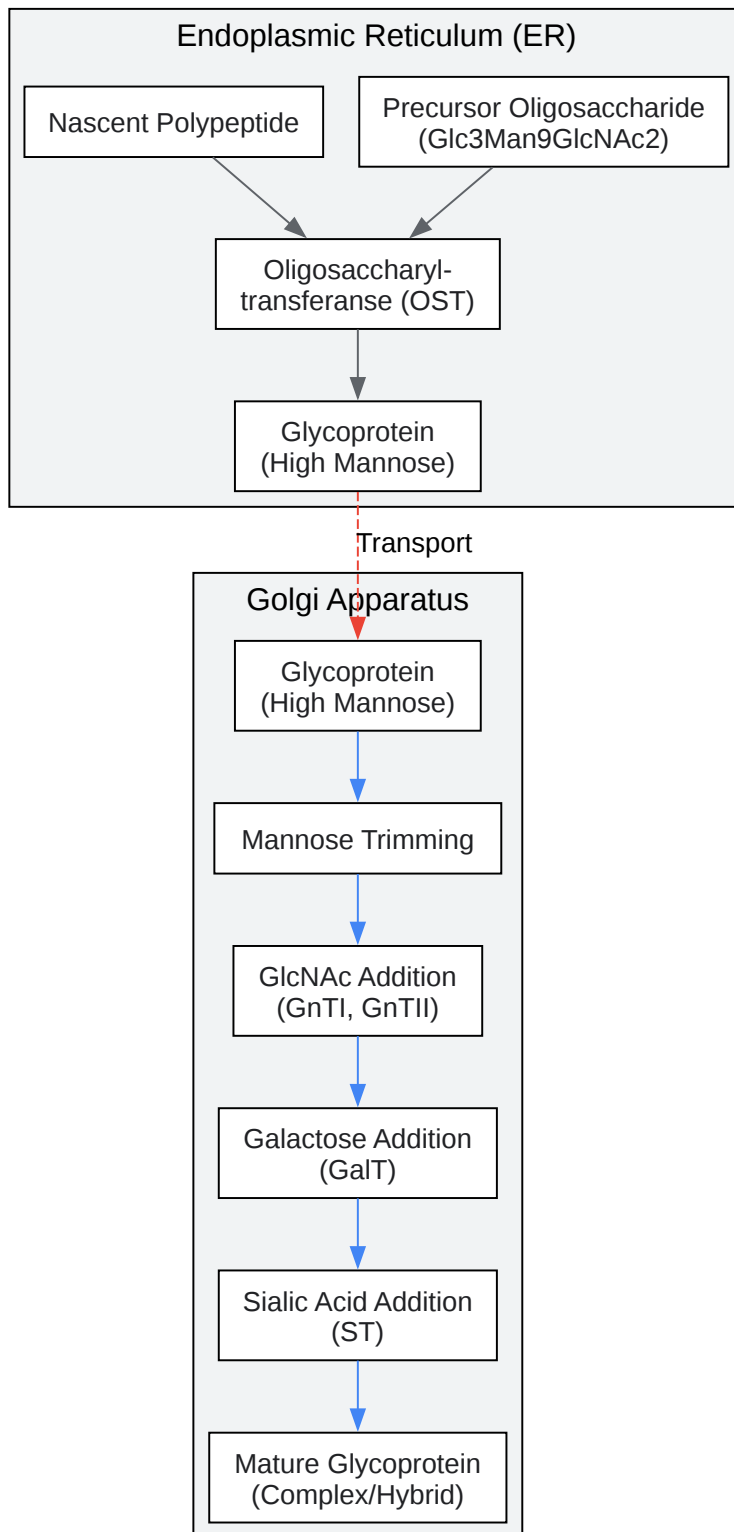 Endoplasmic Reticulum (ER)
Nascent Polypeptide
Precursor Oligosaccharide
(Glc3Man9GlcNAc2)
Oligosaccharyl-
transferanse (OST)
Glycoprotein
(High Mannose)
Transport
Golgi Apparatus
Glycoprotein
(High Mannose)
Mannose Trimming
GlcNAc Addition
(GnTI, GnTII)
Galactose Addition
(GalT)
Sialic Acid Addition
(ST)
Mature Glycoprotein
(Complex/Hybrid)